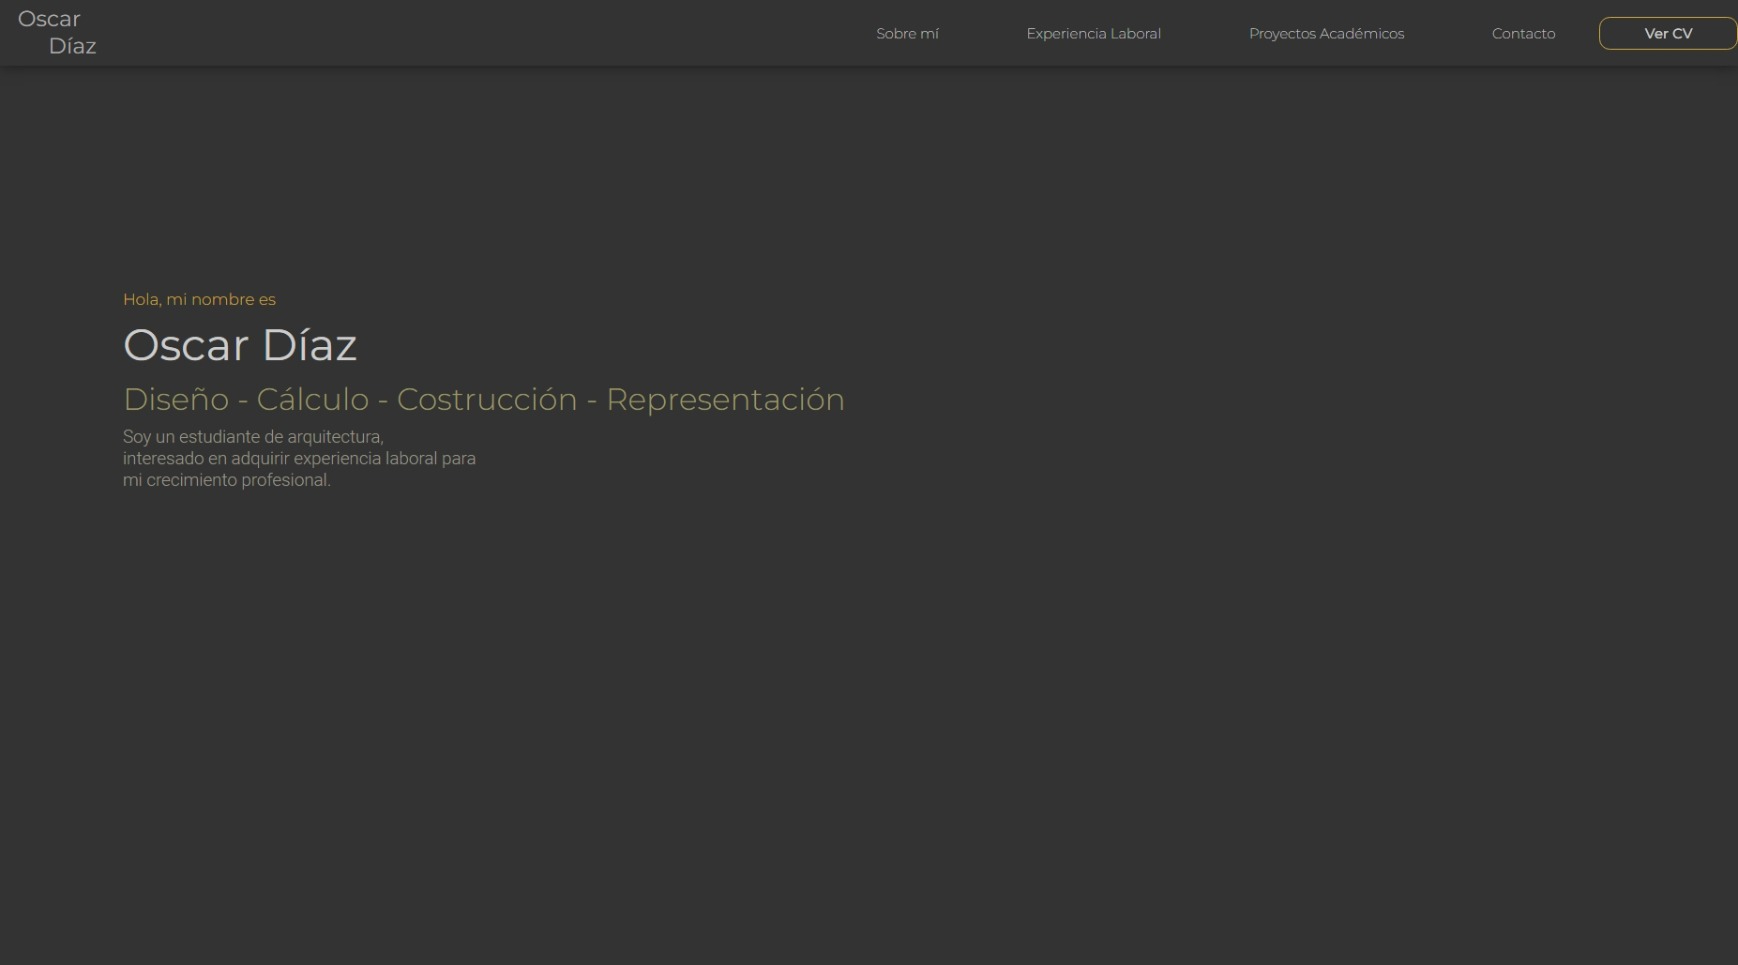 Oscar
Díaz
Sobre mí
Experiencia Laboral
Proyectos Académicos
Contacto
Ver CV
Hola, mi nombre es
Oscar Díaz
Diseño - Cálculo - Costrucción - Representación
Soy un estudiante de arquitectura,
interesado en adquirir experiencia laboral para
mi crecimiento profesional.